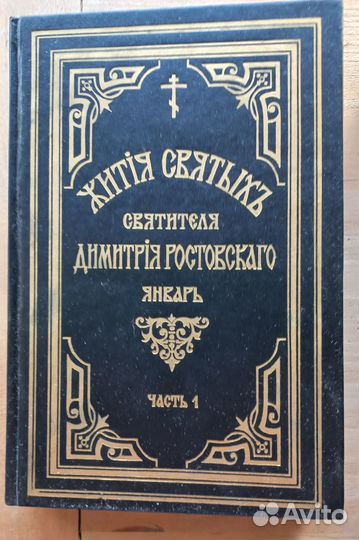 ЖИТІЯ СВЯТЫХЪ
СВЯТИТЕЛЯ
ДИМИТРІЯ РОСТОВСКАГО
ЯНВАРЬ
ЧАСТЬ 1
Avito